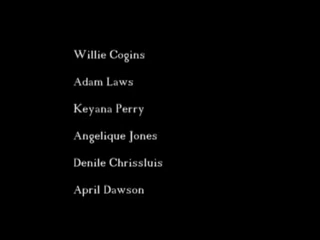 Willie Cogins
Adam Laws
Keyana Perry
Angelique Jones
Denile Chrissluis
April Dawson